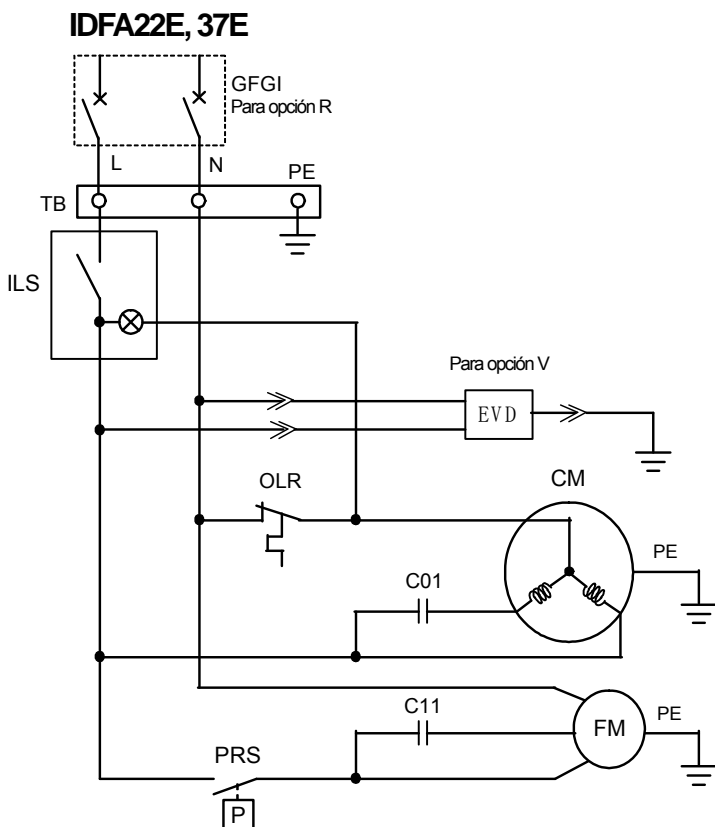 IDFA22E, 37E
GFGI
Para opción R
L
N
PE
TB
ILS
Para opción V
EVD
OLR
CM
PE
C01
C11
FM
PE
PRS
P